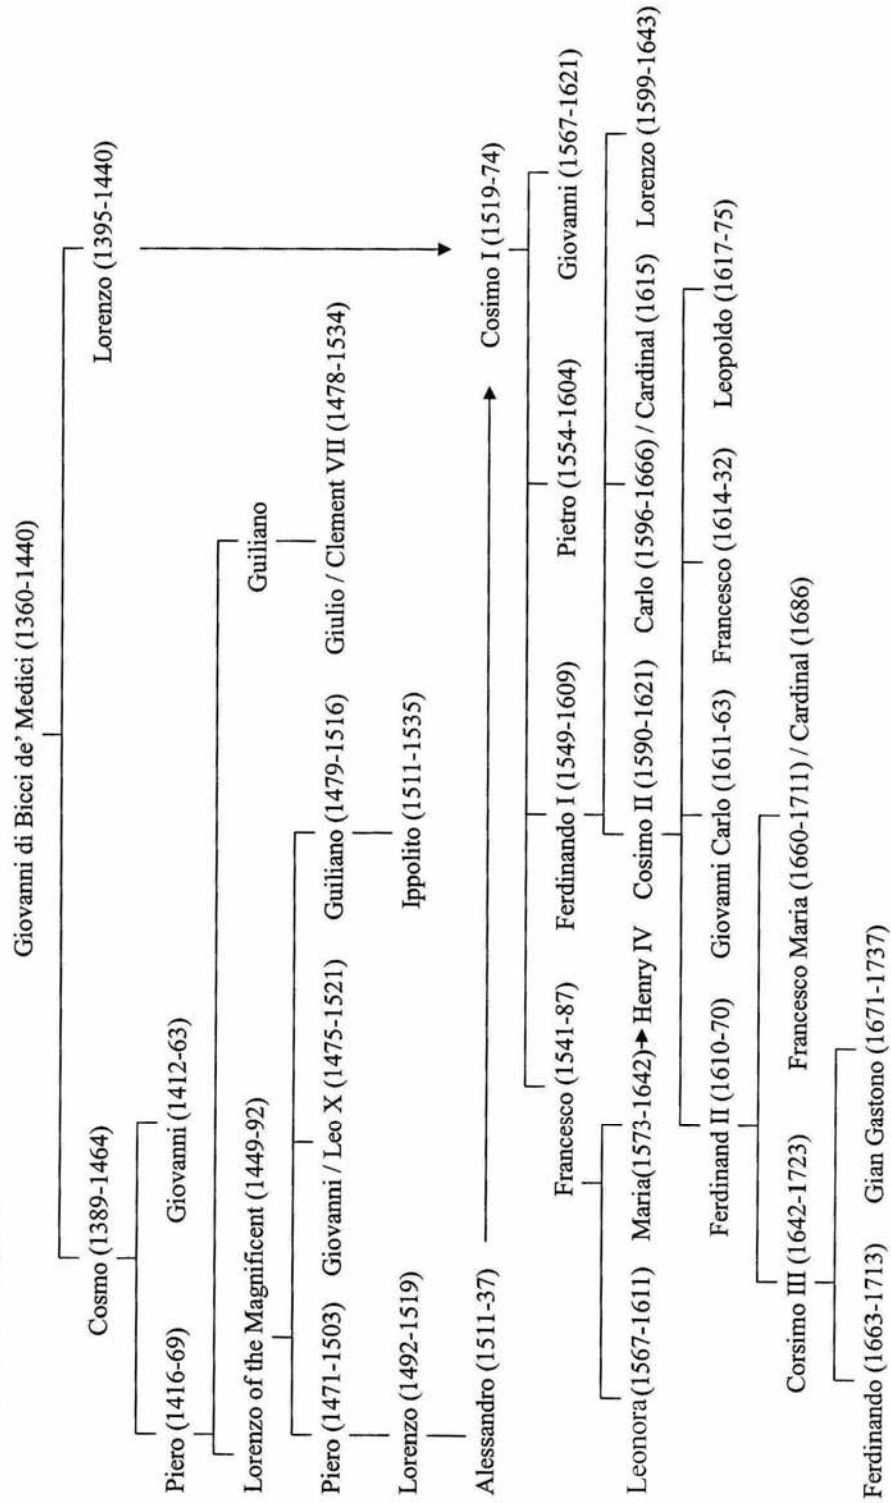 Giovanni di Bicci de' Medici (1360-1440)
Cosmo (1389-1464) Lorenzo (1395-1440)
Piero (1416-69) Giovanni (1412-63)
Lorenzo of the Magnificent (1449-92) Guiliano
Piero (1471-1503) Giovanni / Leo X (1475-1521) Guiliano (1479-1516) Giulio / Clement VII (1478-1534)
Lorenzo (1492-1519) Ippolito (1511-1535)
Alessandro (1511-37) Cosimo I (1519-74)
Francesco (1541-87) Ferdinando I (1549-1609) Pietro (1554-1604) Giovanni (1567-1621)
Leonora (1567-1611) Maria(1573-1642) Henry IV Cosimo II (1590-1621) Carlo (1596-1666) / Cardinal (1615) Lorenzo (1599-1643)
Ferdinand II (1610-70) Giovanni Carlo (1611-63) Francesco (1614-32) Leopoldo (1617-75)
Corsimo III (1642-1723) Francesco Maria (1660-1711) / Cardinal (1686)
Ferdinando (1663-1713) Gian Gastono (1671-1737)